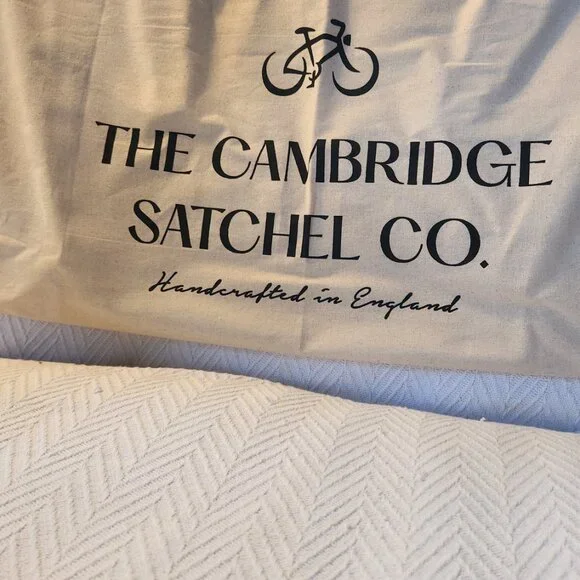 THE CAMBRIDGE
SATCHEL CO.
Handcrafted in England